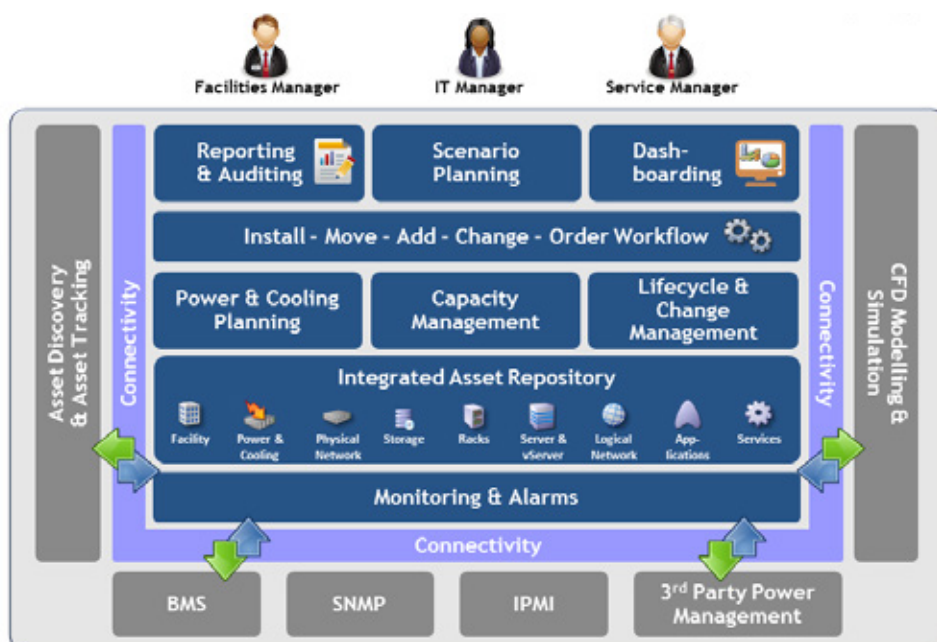 Facilities Manager
IT Manager
Service Manager
Asset Discovery
& Asset Tracking
Connectivity
Reporting
& Auditing
Scenario
Planning
Dash-
boarding
Install - Move - Add - Change - Order Workflow
Power & Cooling
Planning
Capacity
Management
Lifecycle &
Change
Management
Integrated Asset Repository
Facility
Power &
Cooling
Physical
Network
Storage
Racks
Server &
vServer
Logical
Network
App-
lications
Services
Monitoring & Alarms
Connectivity
Connectivity
CFD Modelling &
Simulation
BMS
SNMP
IPMI
3rd Party Power
Management